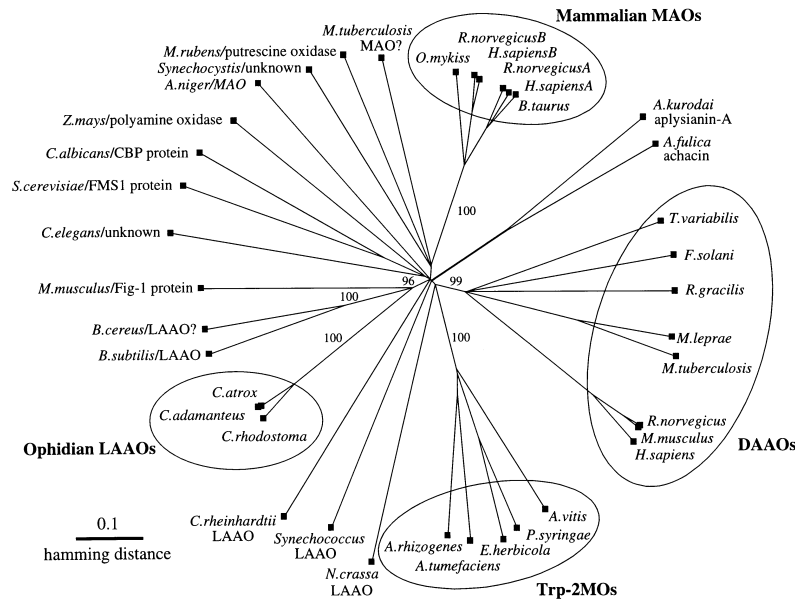 Mammalian MAOs
M.tuberculosis
MAO?
R.norvegicusB
H.sapiensB
O.mykiss
R.norvegicusA
H.sapiensA
B.taurus
M.rubens/putrescine oxidase
Synechocystis/unknown
A.niger/MAO
Z.mays/polyamine oxidase
C.albicans/CBP protein
S.cerevisiae/FMS1 protein
C.elegans/unknown
M.musculus/Fig-1 protein
B.cereus/LAAO?
B.subtilis/LAAO
A.kurodai
aplysianin-A
A.fulica
achacin
100
96
99
100
100
100
T.variabilis
F.solani
R.gracilis
M.leprae
M.tuberculosis
R.norvegicus
M.musculus
H.sapiens
DAAOs
C.atrox
C.adamanteus
C.rhodostoma
Ophidian LAAOs
C.rheinhardtii
LAAO
Synechococcus
LAAO
N.crassa
LAAO
A.vitis
P.syringae
A.rhizogenes
E.herbicola
A.tumefaciens
Trp-2MOs
0.1
hamming distance